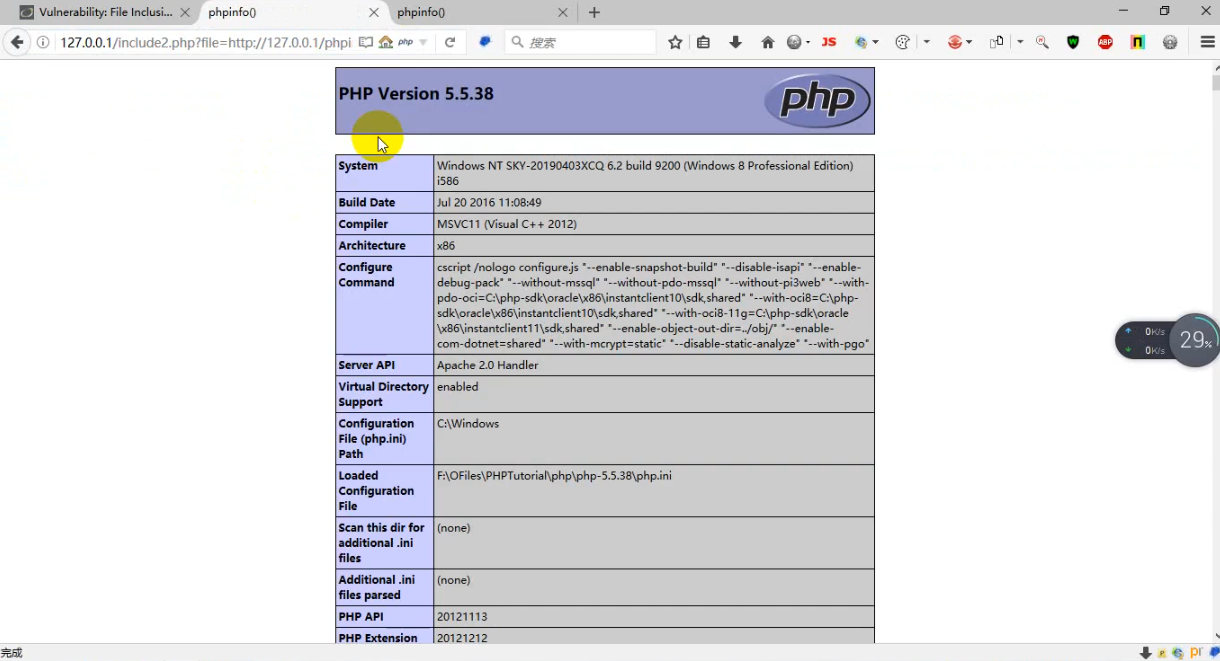 Vulnerability: File Inclusi...
phpinfo()
phpinfo()
127.0.0.1/include2.php?file=http://127.0.0.1/phpi
php
搜索
JS
ABP
PHP Version 5.5.38
php
System
Windows NT SKY-20190403XCQ 6.2 build 9200 (Windows 8 Professional Edition)
i586
Build Date
Jul 20 2016 11:08:49
Compiler
MSVC11 (Visual C++ 2012)
Architecture
x86
Configure
Command
cscript /nologo configure.js "--enable-snapshot-build" "--disable-isapi" "--enable-
debug-pack" "--without-mssql" "--without-pdo-mssql" "--without-pi3web" "--with-
pdo-oci=C:\php-sdk\oracle\x86\instantclient10\sdk,shared" "--with-oci8=C:\php-
sdk\oracle\x86\instantclient10\sdk,shared" "--with-oci8-11g=C:\php-sdk\oracle
\x86\instantclient11\sdk,shared" "--enable-object-out-dir=../obj/" "--enable-
com-dotnet=shared" "--with-mcrypt=static" "--disable-static-analyze" "--with-pgo"
Server API
Apache 2.0 Handler
Virtual Directory
Support
enabled
Configuration
File (php.ini)
Path
C:\Windows
Loaded
Configuration
File
F:\OFiles\PHPTutorial\php\php-5.5.38\php.ini
Scan this dir for
additional .ini
files
(none)
Additional .ini
files parsed
(none)
PHP API
20121113
PHP Extension
20121212
0K/s
0K/s
29%
完成